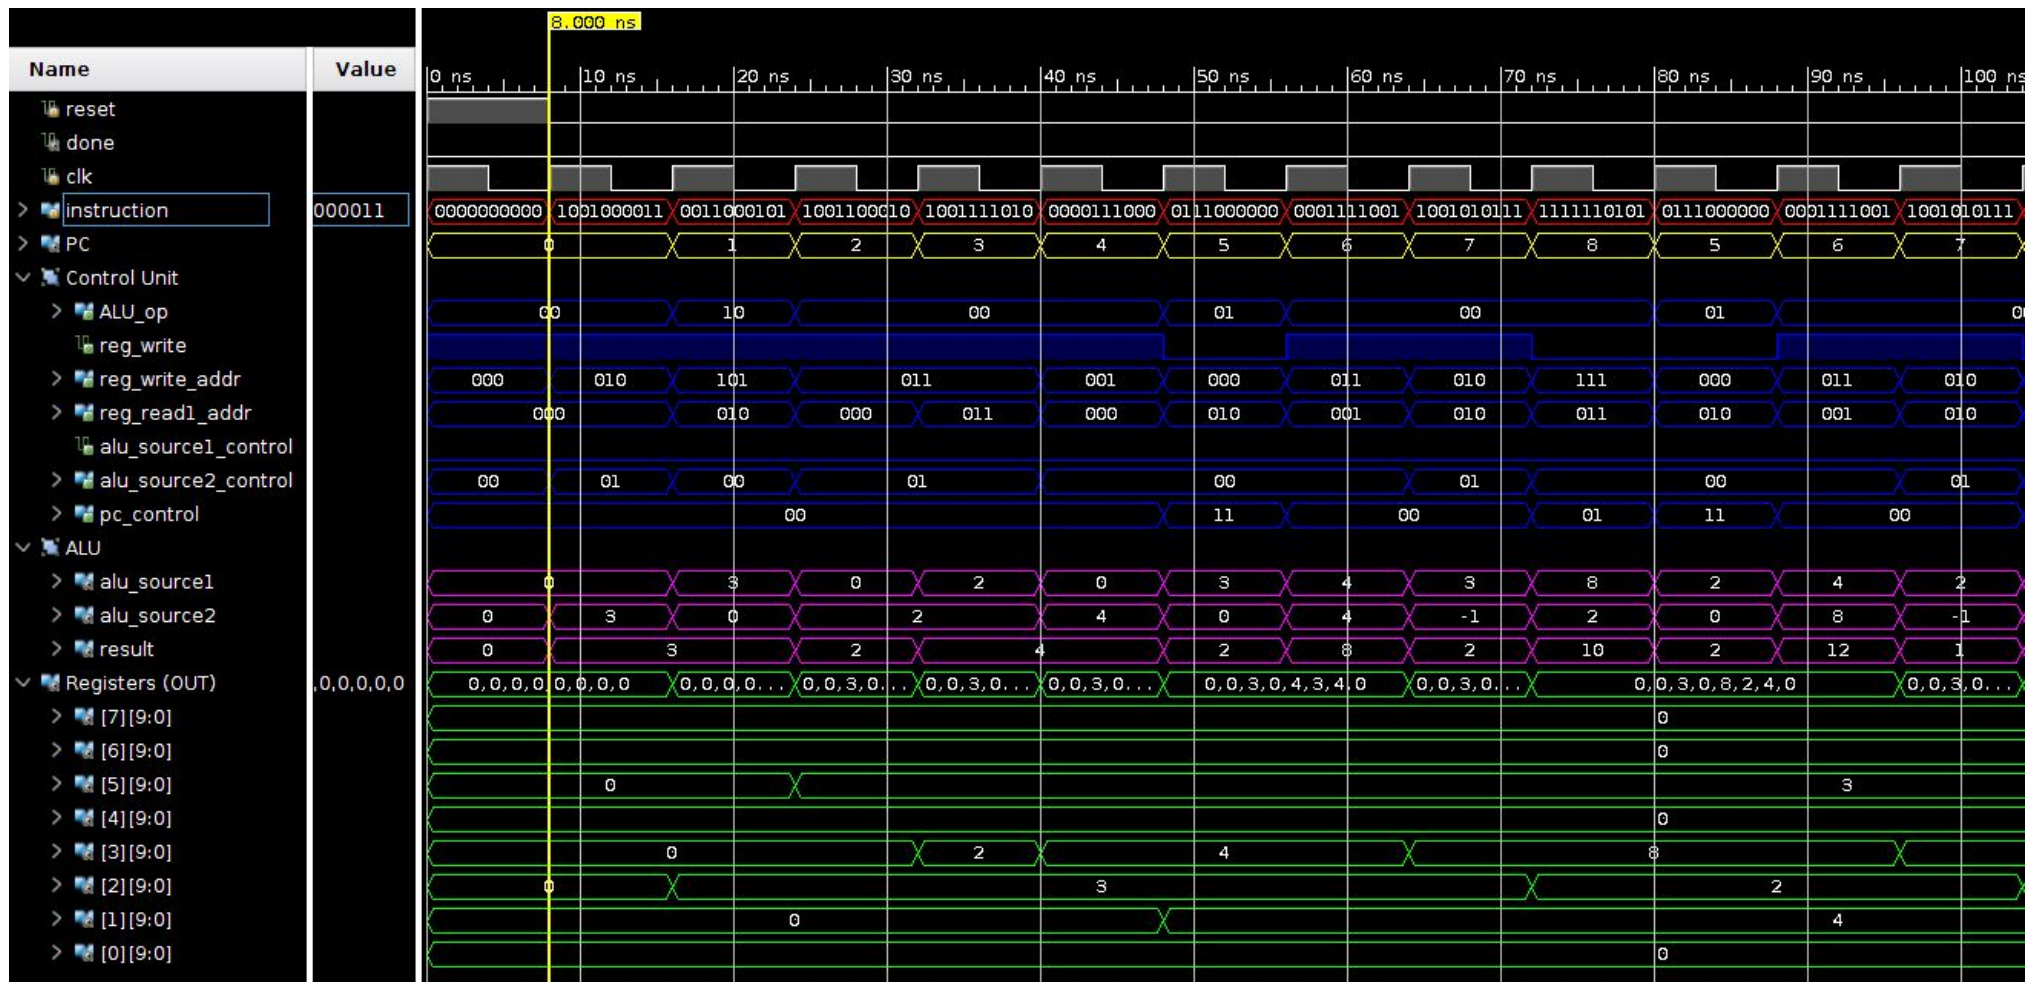 8.000 ns
Name Value 0 ns 10 ns 20 ns 30 ns 40 ns 50 ns 60 ns 70 ns 80 ns 90 ns 100 ns
reset
done
clk
instruction 000011 0000000000 1001000011 0011000101 1001100010 1001111010 0000111000 0111000000 0001111001 1001010111 1111110101 0111000000 0001111001 1001010111
PC 0 1 2 3 4 5 6 7 8 5 6 7
Control Unit
ALU_op 00 10 00 01 00 01 0
reg_write
reg_write_addr 000 010 101 011 001 000 011 010 111 000 011 010
reg_read1_addr 000 010 000 011 000 010 001 010 011 010 001 010
alu_source1_control
alu_source2_control 00 01 00 01 00 01 00 01
pc_control 00 11 00 01 11 00
ALU
alu_source1 0 3 0 2 0 3 4 3 8 2 4 2
alu_source2 0 3 0 2 4 0 4 -1 2 0 8 -1
result 0 3 2 4 2 8 2 10 2 12 1
Registers (OUT) ,0,0,0,0,0 0,0,0,0,0,0,0,0 0,0,0,0... 0,0,3,0... 0,0,3,0... 0,0,3,0... 0,0,3,0,4,3,4,0 0,0,3,0... 0,0,3,0,8,2,4,0 0,0,3,0...
[7][9:0] 0
[6][9:0] 0
[5][9:0] 0 3
[4][9:0] 0
[3][9:0] 0 2 4 8
[2][9:0] 0 3 2
[1][9:0] 0 4
[0][9:0] 0